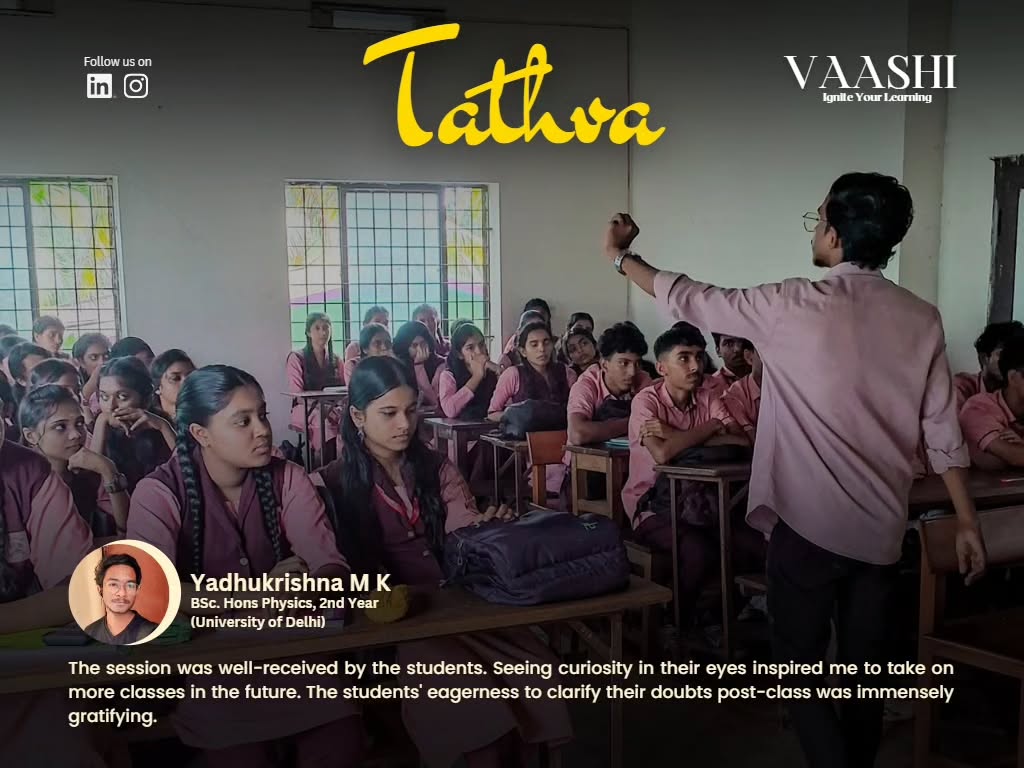 Follow us on
in
Tathva
VAASHI
Ignite Your Learning
Yadhukrishna M K
BSc. Hons Physics, 2nd Year
(University of Delhi)
The session was well-received by the students. Seeing curiosity in their eyes inspired me to take on
more classes in the future. The students' eagerness to clarify their doubts post-class was immensely
gratifying.